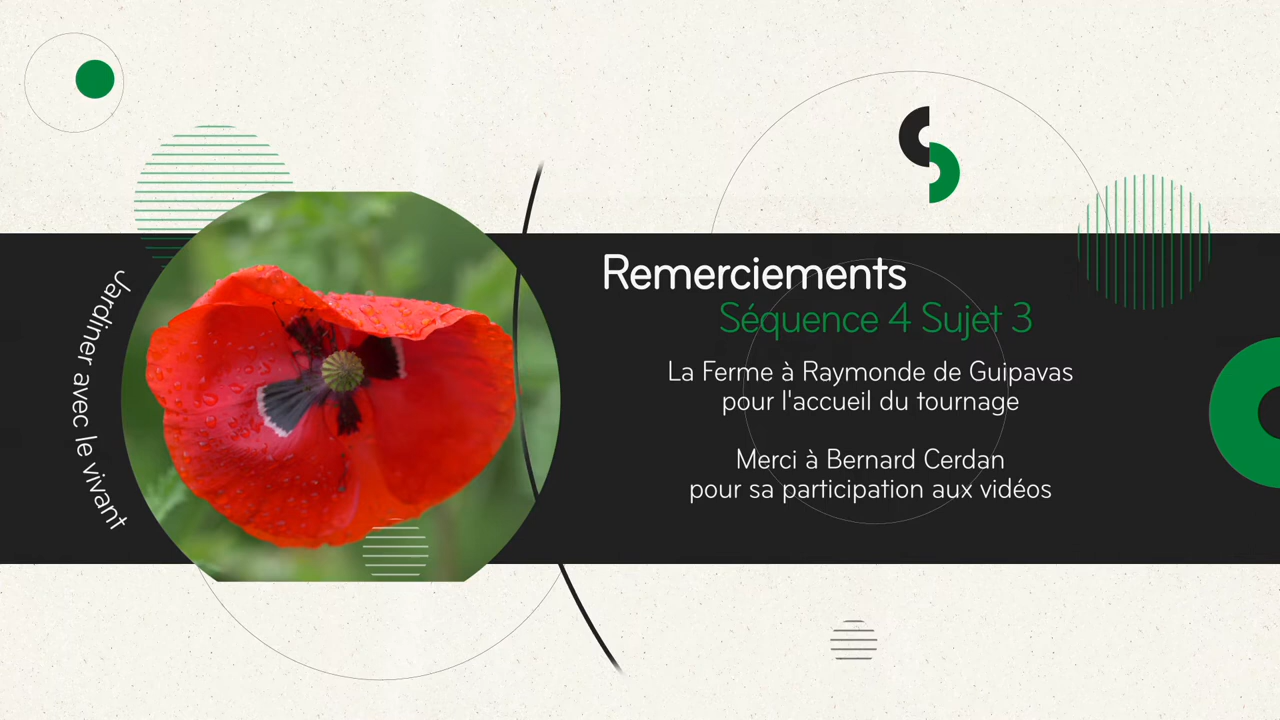 Jardiner avec le vivant
Remerciements
Séquence 4 Sujet 3
La Ferme à Raymonde de Guipavas
pour l'accueil du tournage
Merci à Bernard Cerdan
pour sa participation aux vidéos